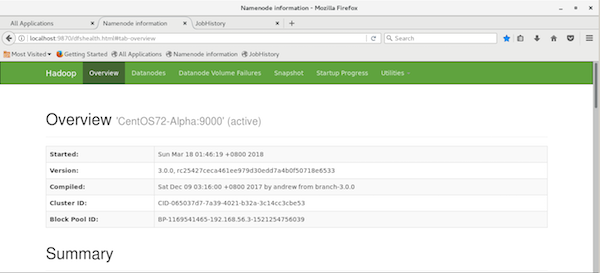 Namenode information - Mozilla Firefox
All Applications × Namenode information × JobHistory × +
localhost:9870/dfshealth.html#tab-overview Search
Most Visited Getting Started All Applications Namenode information JobHistory
Hadoop Overview Datanodes Datanode Volume Failures Snapshot Startup Progress Utilities
Overview 'CentOS72-Alpha:9000' (active)
Started: Sun Mar 18 01:46:19 +0800 2018
Version: 3.0.0, rc25427ceca461ee979d30edd7a4b0f50718e6533
Compiled: Sat Dec 09 03:16:00 +0800 2017 by andrew from branch-3.0.0
Cluster ID: CID-065037d7-7a39-4021-b32a-3c14cc3cbe53
Block Pool ID: BP-1169541465-192.168.56.3-1521254756039
Summary